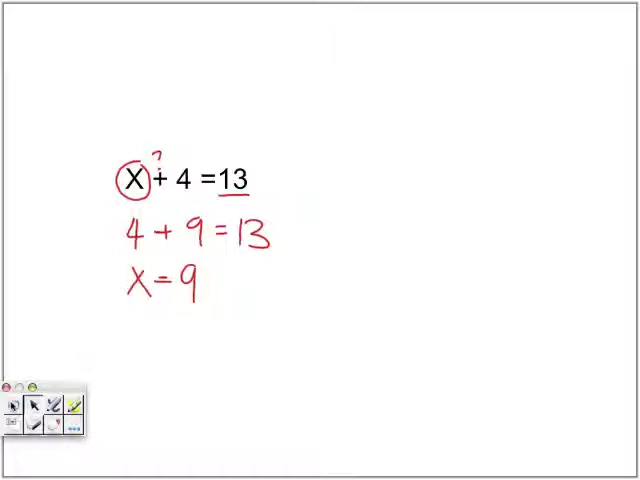 ?
X + 4 = 13
4 + 9 = 13
X = 9